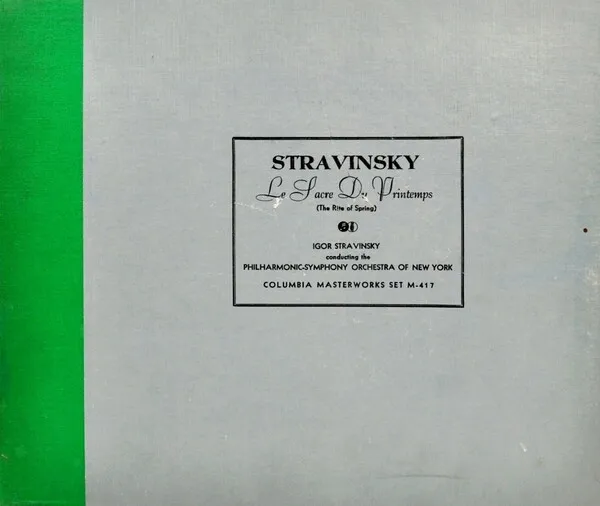 STRAVINSKY
Le Sacre Du Printemps
(The Rite of Spring)
IGOR STRAVINSKY
conducting the
PHILHARMONIC-SYMPHONY ORCHESTRA OF NEW YORK
COLUMBIA MASTERWORKS SET M-417